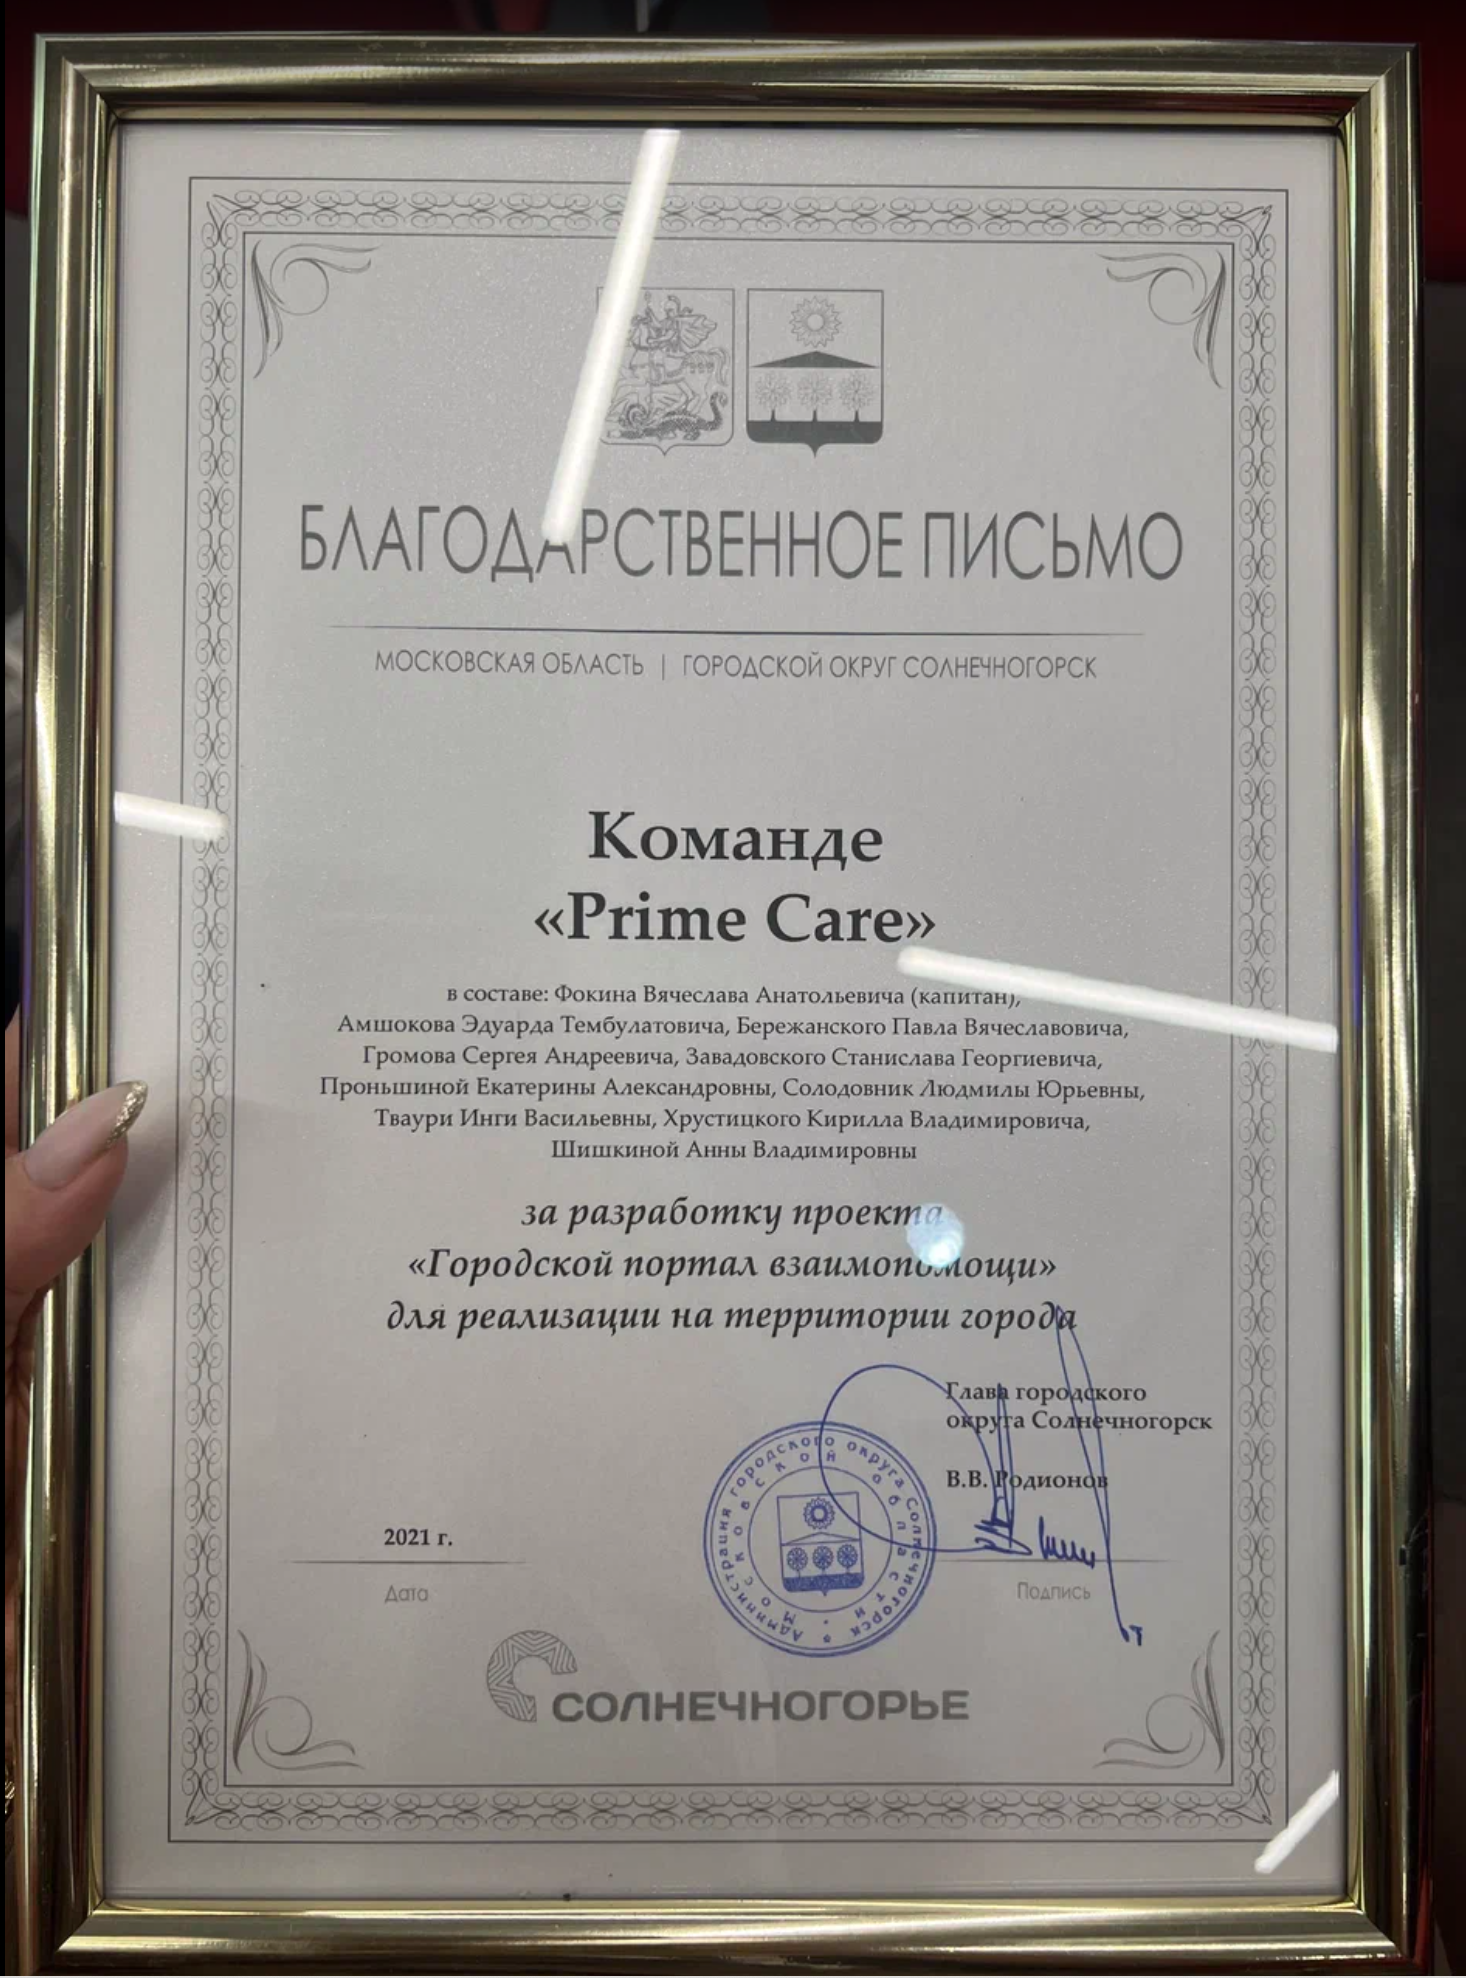 БЛАГОДАРСТВЕННОЕ ПИСЬМО
МОСКОВСКАЯ ОБЛАСТЬ | ГОРОДСКОЙ ОКРУГ СОЛНЕЧНОГОРСК
Команде
«Prime Care»
в составе: Фокина Вячеслава Анатольевича (капитан),
Амшокова Эдуарда Тембулатовича, Бережанского Павла Вячеславовича,
Громова Сергея Андреевича, Завадовского Станислава Георгиевича,
Проньшиной Екатерины Александровны, Солодовник Людмилы Юрьевны,
Тваури Инги Васильевны, Хрустицкого Кирилла Владимировича,
Шишкиной Анны Владимировны
за разработку проекта
«Городской портал взаимопомощи»
для реализации на территории города
Глава городского
округа Солнечногорск
В.В. Родионов
2021 г.
Дата
Подпись
Администрация городского округа Солнечногорск
Московской области
СОЛНЕЧНОГОРЬЕ